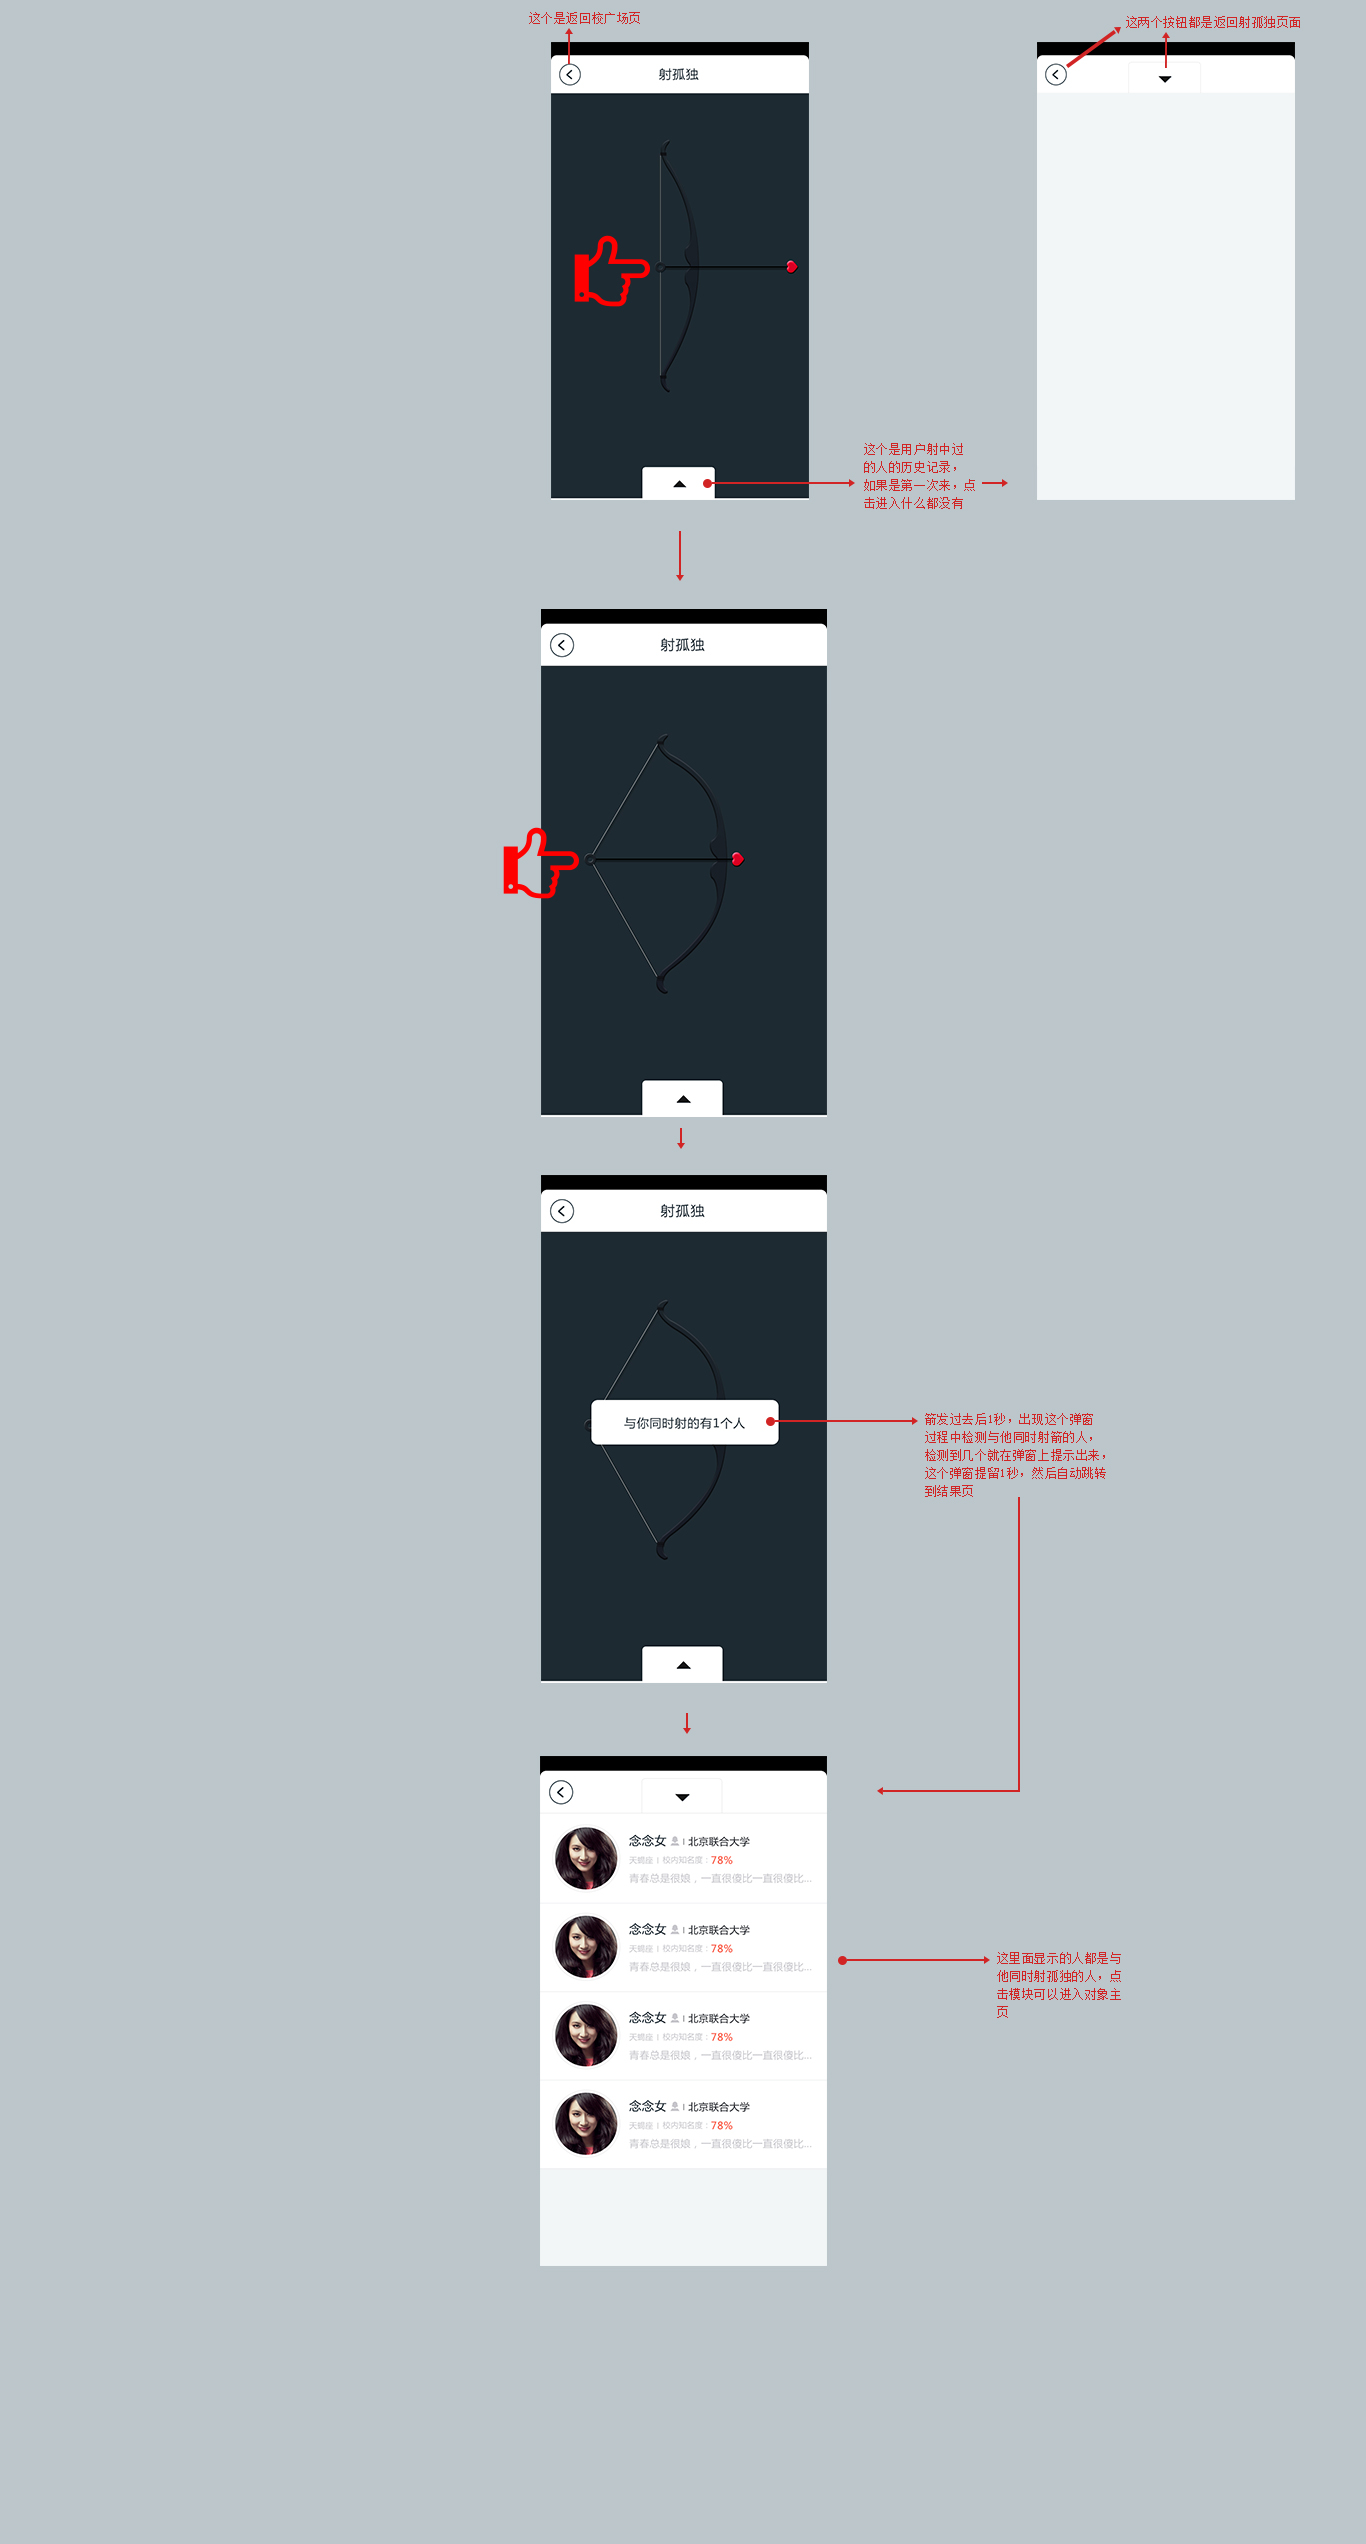 这个是返回校广场页
这两个按钮都是返回射孤独页面
射孤独
这个是用户射中过
的人的历史记录，
如果是第一次来，点
击进入什么都没有
射孤独
射孤独
与你同时射的有1个人
箭发过去后1秒，出现这个弹窗
过程中检测与他同时射箭的人，
检测到几个就在弹窗上提示出来，
这个弹窗提留1秒，然后自动跳转
到结果页
念念女 | 北京联合大学
天蝎座 | 校内知名度：78%
青春总是很娘，一直很傻比一直很傻比...
念念女 | 北京联合大学
天蝎座 | 校内知名度：78%
青春总是很娘，一直很傻比一直很傻比...
这里面显示的人都是与
他同时射孤独的人，点
击模块可以进入对象主
页
念念女 | 北京联合大学
天蝎座 | 校内知名度：78%
青春总是很娘，一直很傻比一直很傻比...
念念女 | 北京联合大学
天蝎座 | 校内知名度：78%
青春总是很娘，一直很傻比一直很傻比...